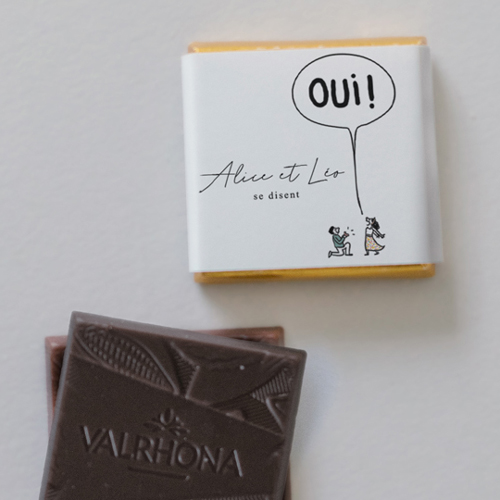 OUi!
Alice et Léo
se disent
VALRHONA